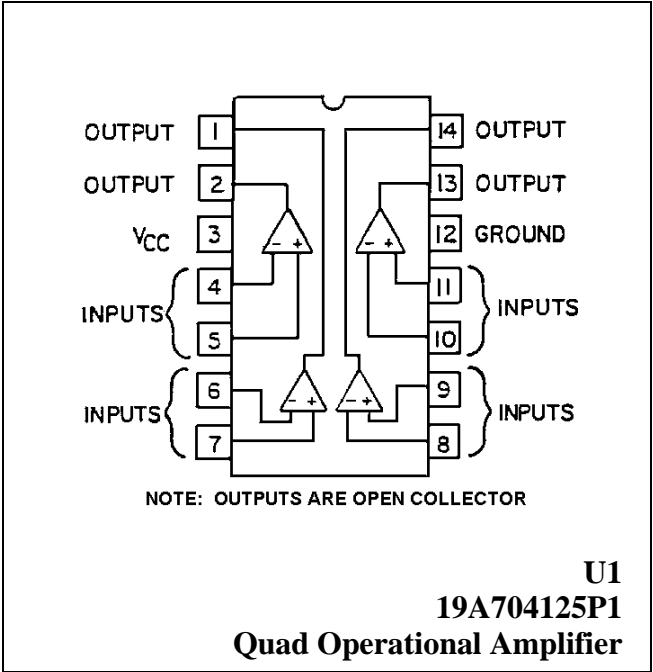 OUTPUT 1 14 OUTPUT
OUTPUT 2 13 OUTPUT
VCC 3 12 GROUND
- + - +
4 11
INPUTS INPUTS
5 10
6 9
- + - +
INPUTS INPUTS
7 8
NOTE: OUTPUTS ARE OPEN COLLECTOR
U1
19A704125P1
Quad Operational Amplifier